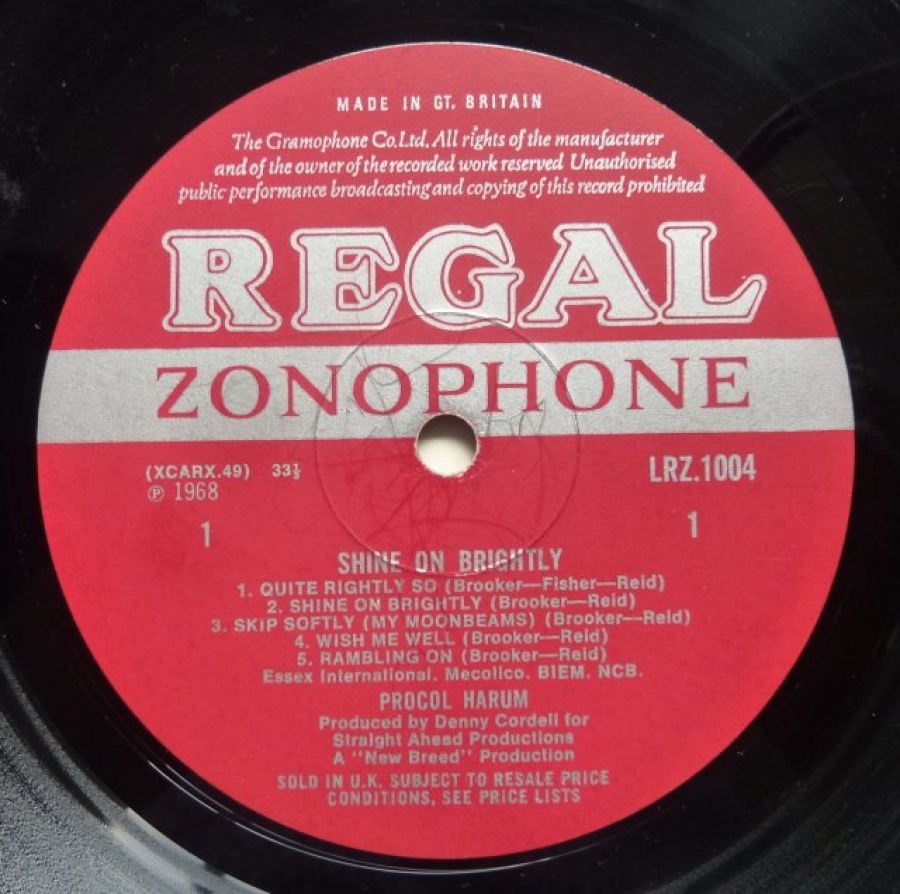 MADE IN GT. BRITAIN
The Gramophone Co.Ltd. All rights of the manufacturer
and of the owner of the recorded work reserved Unauthorised
public performance broadcasting and copying of this record prohibited
REGAL
ZONOPHONE
(XCARX.49) 33⅓ LRZ.1004
℗ 1968
1 1
SHINE ON BRIGHTLY
1. QUITE RIGHTLY SO (Brooker—Fisher—Reid)
2. SHINE ON BRIGHTLY (Brooker—Reid)
3. SKIP SOFTLY (MY MOONBEAMS) (Brooker—Reid)
4. WISH ME WELL (Brooker—Reid)
5. RAMBLING ON (Brooker—Reid)
Essex International. Mecolico. BIEM. NCB.
PROCOL HARUM
Produced by Denny Cordell for
Straight Ahead Productions
A "New Breed" Production
SOLD IN U.K. SUBJECT TO RESALE PRICE
CONDITIONS, SEE PRICE LISTS